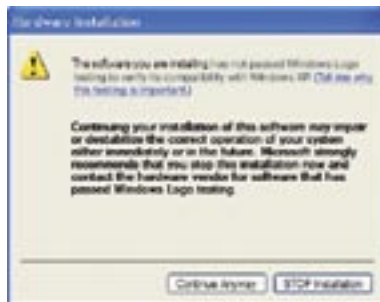 Hardware Installation
The software you are installing has not passed Windows Logo
testing to verify its compatibility with Windows XP. (Tell me why
this testing is important.)
Continuing your installation of this software may impair
or destabilize the correct operation of your system
either immediately or in the future. Microsoft strongly
recommends that you stop this installation now and
contact the hardware vendor for software that has
passed Windows Logo testing.
Continue Anyway
STOP Installation